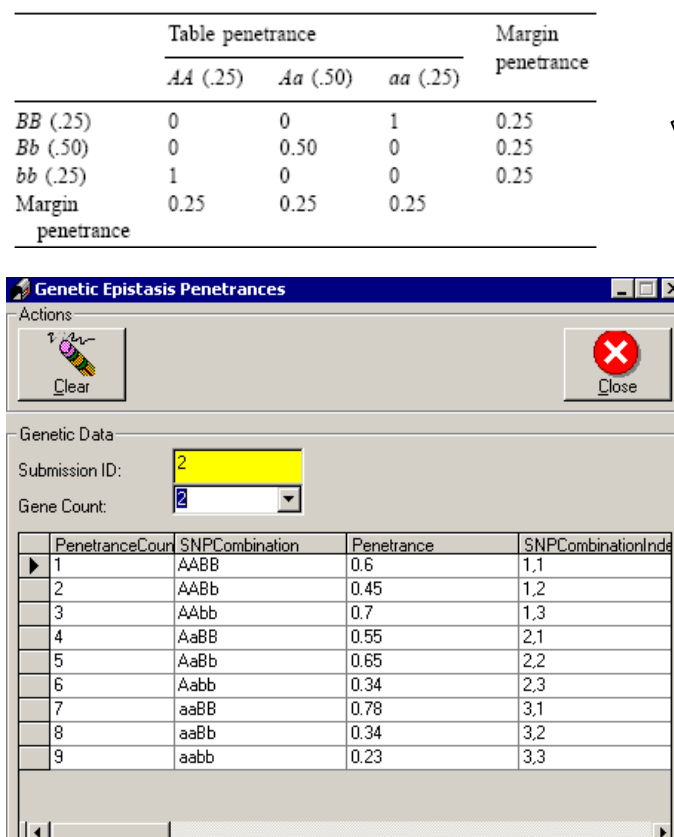 Table penetrance Margin
penetrance
AA (.25) Aa (.50) aa (.25)
BB (.25) 0 0 1 0.25
Bb (.50) 0 0.50 0 0.25
bb (.25) 1 0 0 0.25
Margin 0.25 0.25 0.25
penetrance
Genetic Epistasis Penetrances
Actions
Clear Close
Genetic Data
Submission ID: 2
Gene Count: 2
PenetranceCoun SNPCombination Penetrance SNPCombinationInde
1 AABB 0.6 1,1
2 AABb 0.45 1,2
3 AAbb 0.7 1,3
4 AaBB 0.55 2,1
5 AaBb 0.65 2,2
6 Aabb 0.34 2,3
7 aaBB 0.78 3,1
8 aaBb 0.34 3,2
9 aabb 0.23 3,3